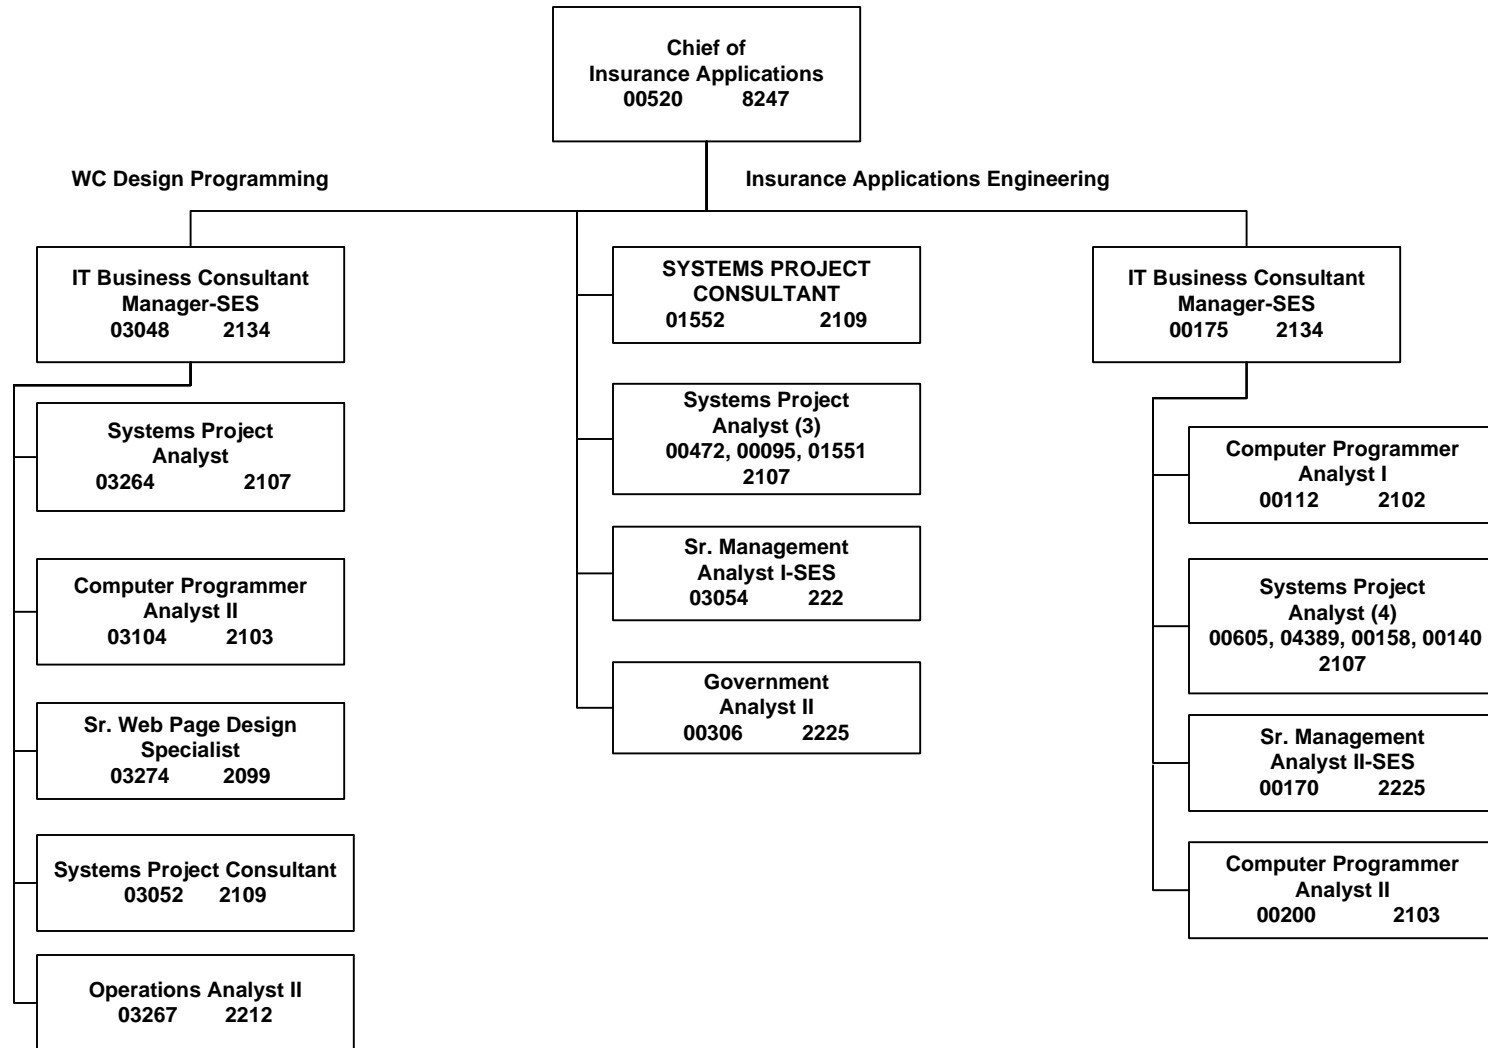 Chief of
Insurance Applications
00520 8247
WC Design Programming
Insurance Applications Engineering
IT Business Consultant
Manager-SES
03048 2134
Systems Project
Analyst
03264 2107
Computer Programmer
Analyst II
03104 2103
Sr. Web Page Design
Specialist
03274 2099
Systems Project Consultant
03052 2109
Operations Analyst II
03267 2212
SYSTEMS PROJECT
CONSULTANT
01552 2109
Systems Project
Analyst (3)
00472, 00095, 01551
2107
Sr. Management
Analyst I-SES
03054 222
Government
Analyst II
00306 2225
IT Business Consultant
Manager-SES
00175 2134
Computer Programmer
Analyst I
00112 2102
Systems Project
Analyst (4)
00605, 04389, 00158, 00140
2107
Sr. Management
Analyst II-SES
00170 2225
Computer Programmer
Analyst II
00200 2103